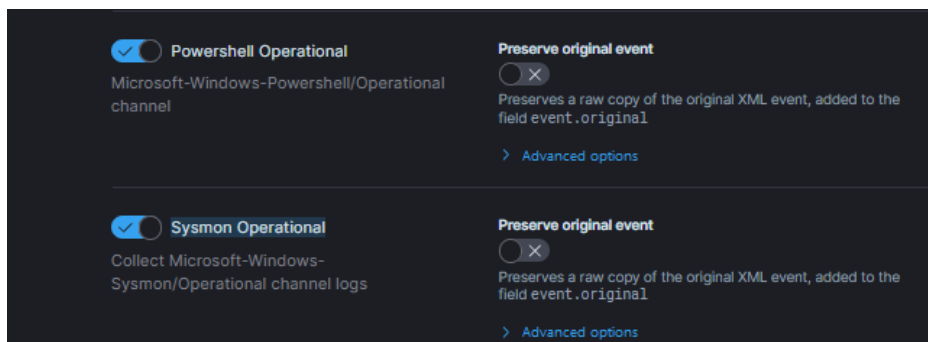 Powershell Operational
Microsoft-Windows-Powershell/Operational
channel
Preserve original event
Preserves a raw copy of the original XML event, added to the
field event.original
Advanced options
Sysmon Operational
Collect Microsoft-Windows-
Sysmon/Operational channel logs
Preserve original event
Preserves a raw copy of the original XML event, added to the
field event.original
Advanced options